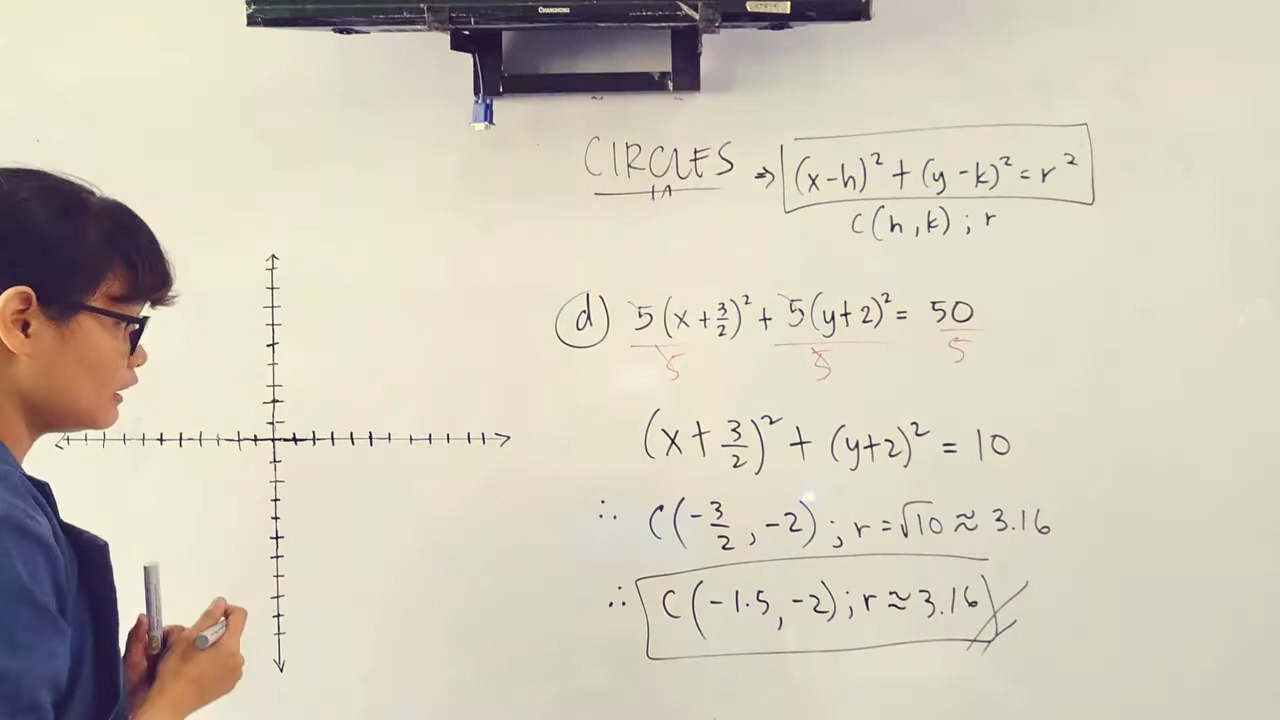 CHANGHONG
CIRCLES ⇒ (x-h)² + (y-k)² = r²
C(h,k) ; r
d) 5(x+3/2)² + 5(y+2)² = 50
5 5 5
(x+3/2)² + (y+2)² = 10
∴ C(-3/2, -2) ; r = √10 ≈ 3.16
∴ C(-1.5, -2) ; r ≈ 3.16